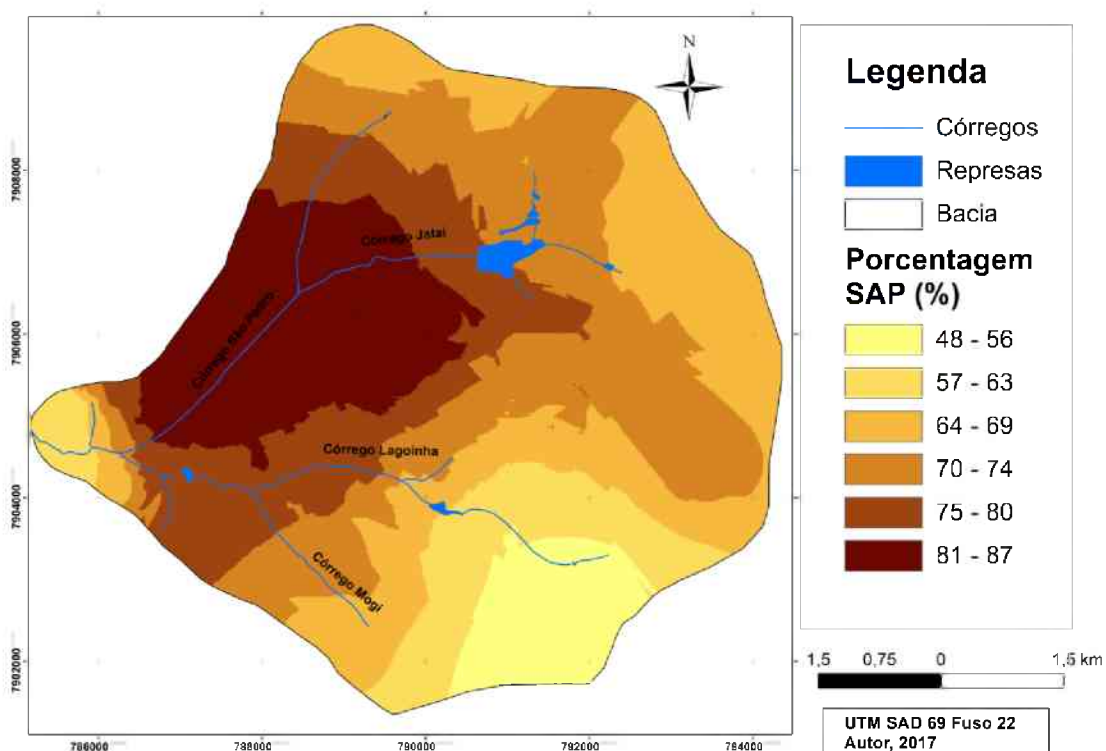 N
Córrego Jataí
Córrego São Pedro
Córrego Lagoinha
Córrego Mogi
7908000
7906000
7904000
7902000
786000
788000
790000
792000
794000
Legenda
Córregos
Represas
Bacia
Porcentagem
SAP (%)
48 - 56
57 - 63
64 - 69
70 - 74
75 - 80
81 - 87
1,5 0,75 0 1,5 km
UTM SAD 69 Fuso 22
Autor, 2017